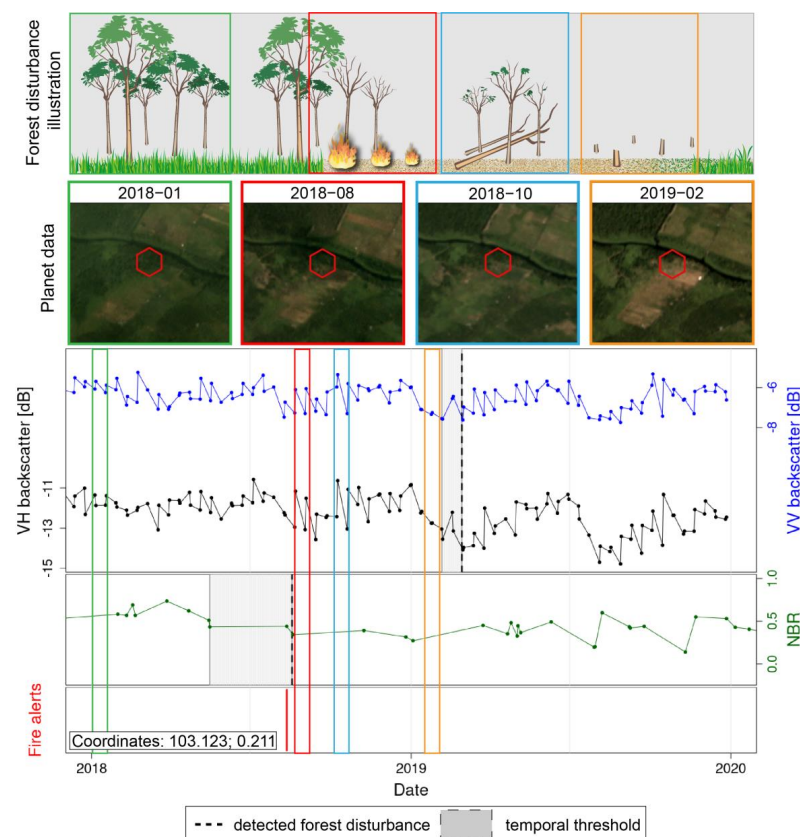 Forest disturbance
illustration
2018-01
2018-08
2018-10
2019-02
Planet data
VH backscatter [dB]
-11
-13
-15
-6
-8
VV backscatter [dB]
1.0
0.5
0.0
NBR
Fire alerts
Coordinates: 103.123; 0.211
2018
2019
2020
Date
detected forest disturbance
temporal threshold